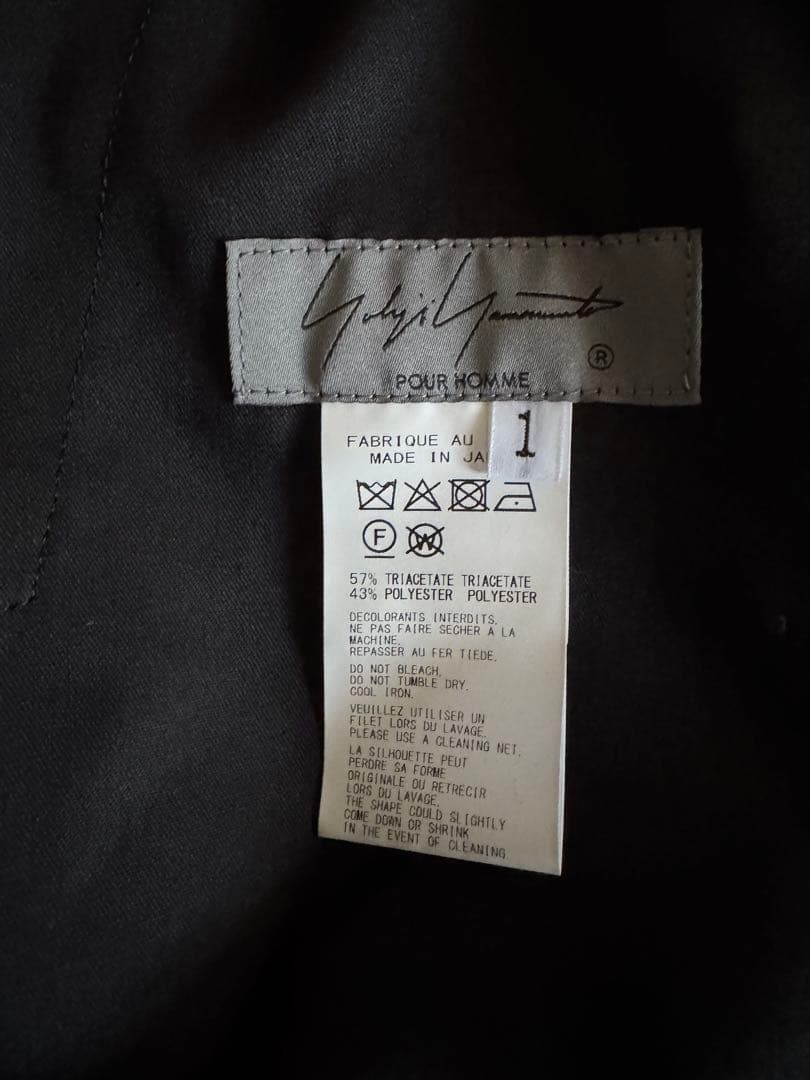 Yohji Yamamoto
®
POUR HOMME
1
FABRIQUE AU
MADE IN JA
F
W
57% TRIACETATE TRIACETATE
43% POLYESTER POLYESTER
DECOLORANTS INTERDITS.
NE PAS FAIRE SECHER A LA
MACHINE.
REPASSER AU FER TIEDE.
DO NOT BLEACH.
DO NOT TUMBLE DRY.
COOL IRON.
VEUILLEZ UTILISER UN
FILET LORS DU LAVAGE.
PLEASE USE A CLEANING NET.
LA SILHOUETTE PEUT
PERDRE SA FORME
ORIGINALE OU RETRECIR
LORS DU LAVAGE.
THE SHAPE COULD SLIGHTLY
COME DOWN OR SHRINK
IN THE EVENT OF CLEANING.